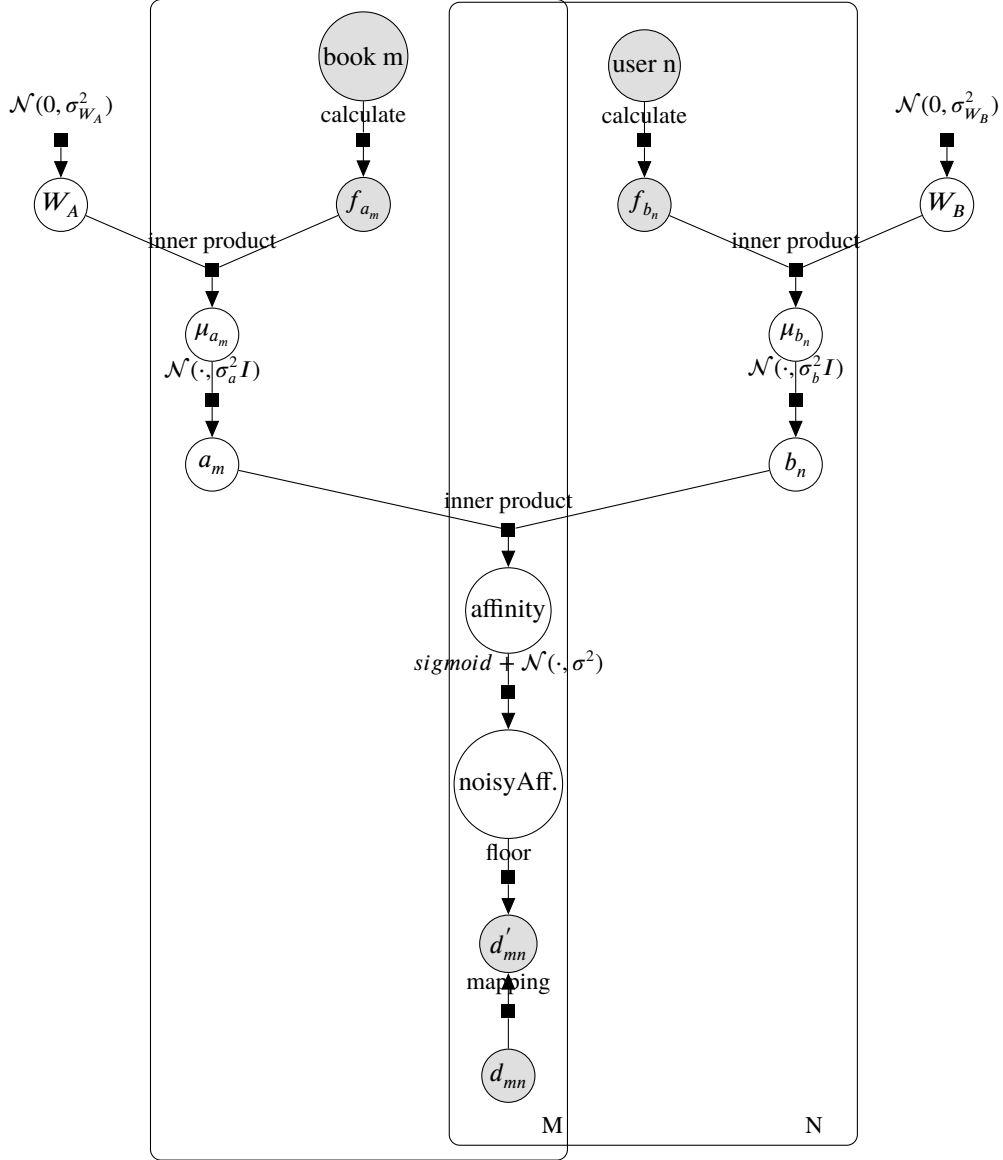 book m
user n
calculate
calculate
𝒩(0, σ²_{W_A})
𝒩(0, σ²_{W_B})
W_A
f_{a_m}
f_{b_n}
W_B
inner product
inner product
μ_{a_m}
μ_{b_n}
𝒩(·, σ²_a I)
𝒩(·, σ²_b I)
a_m
b_n
inner product
affinity
sigmoid + 𝒩(·, σ²)
noisyAff.
floor
d'_{mn}
mapping
d_{mn}
M
N